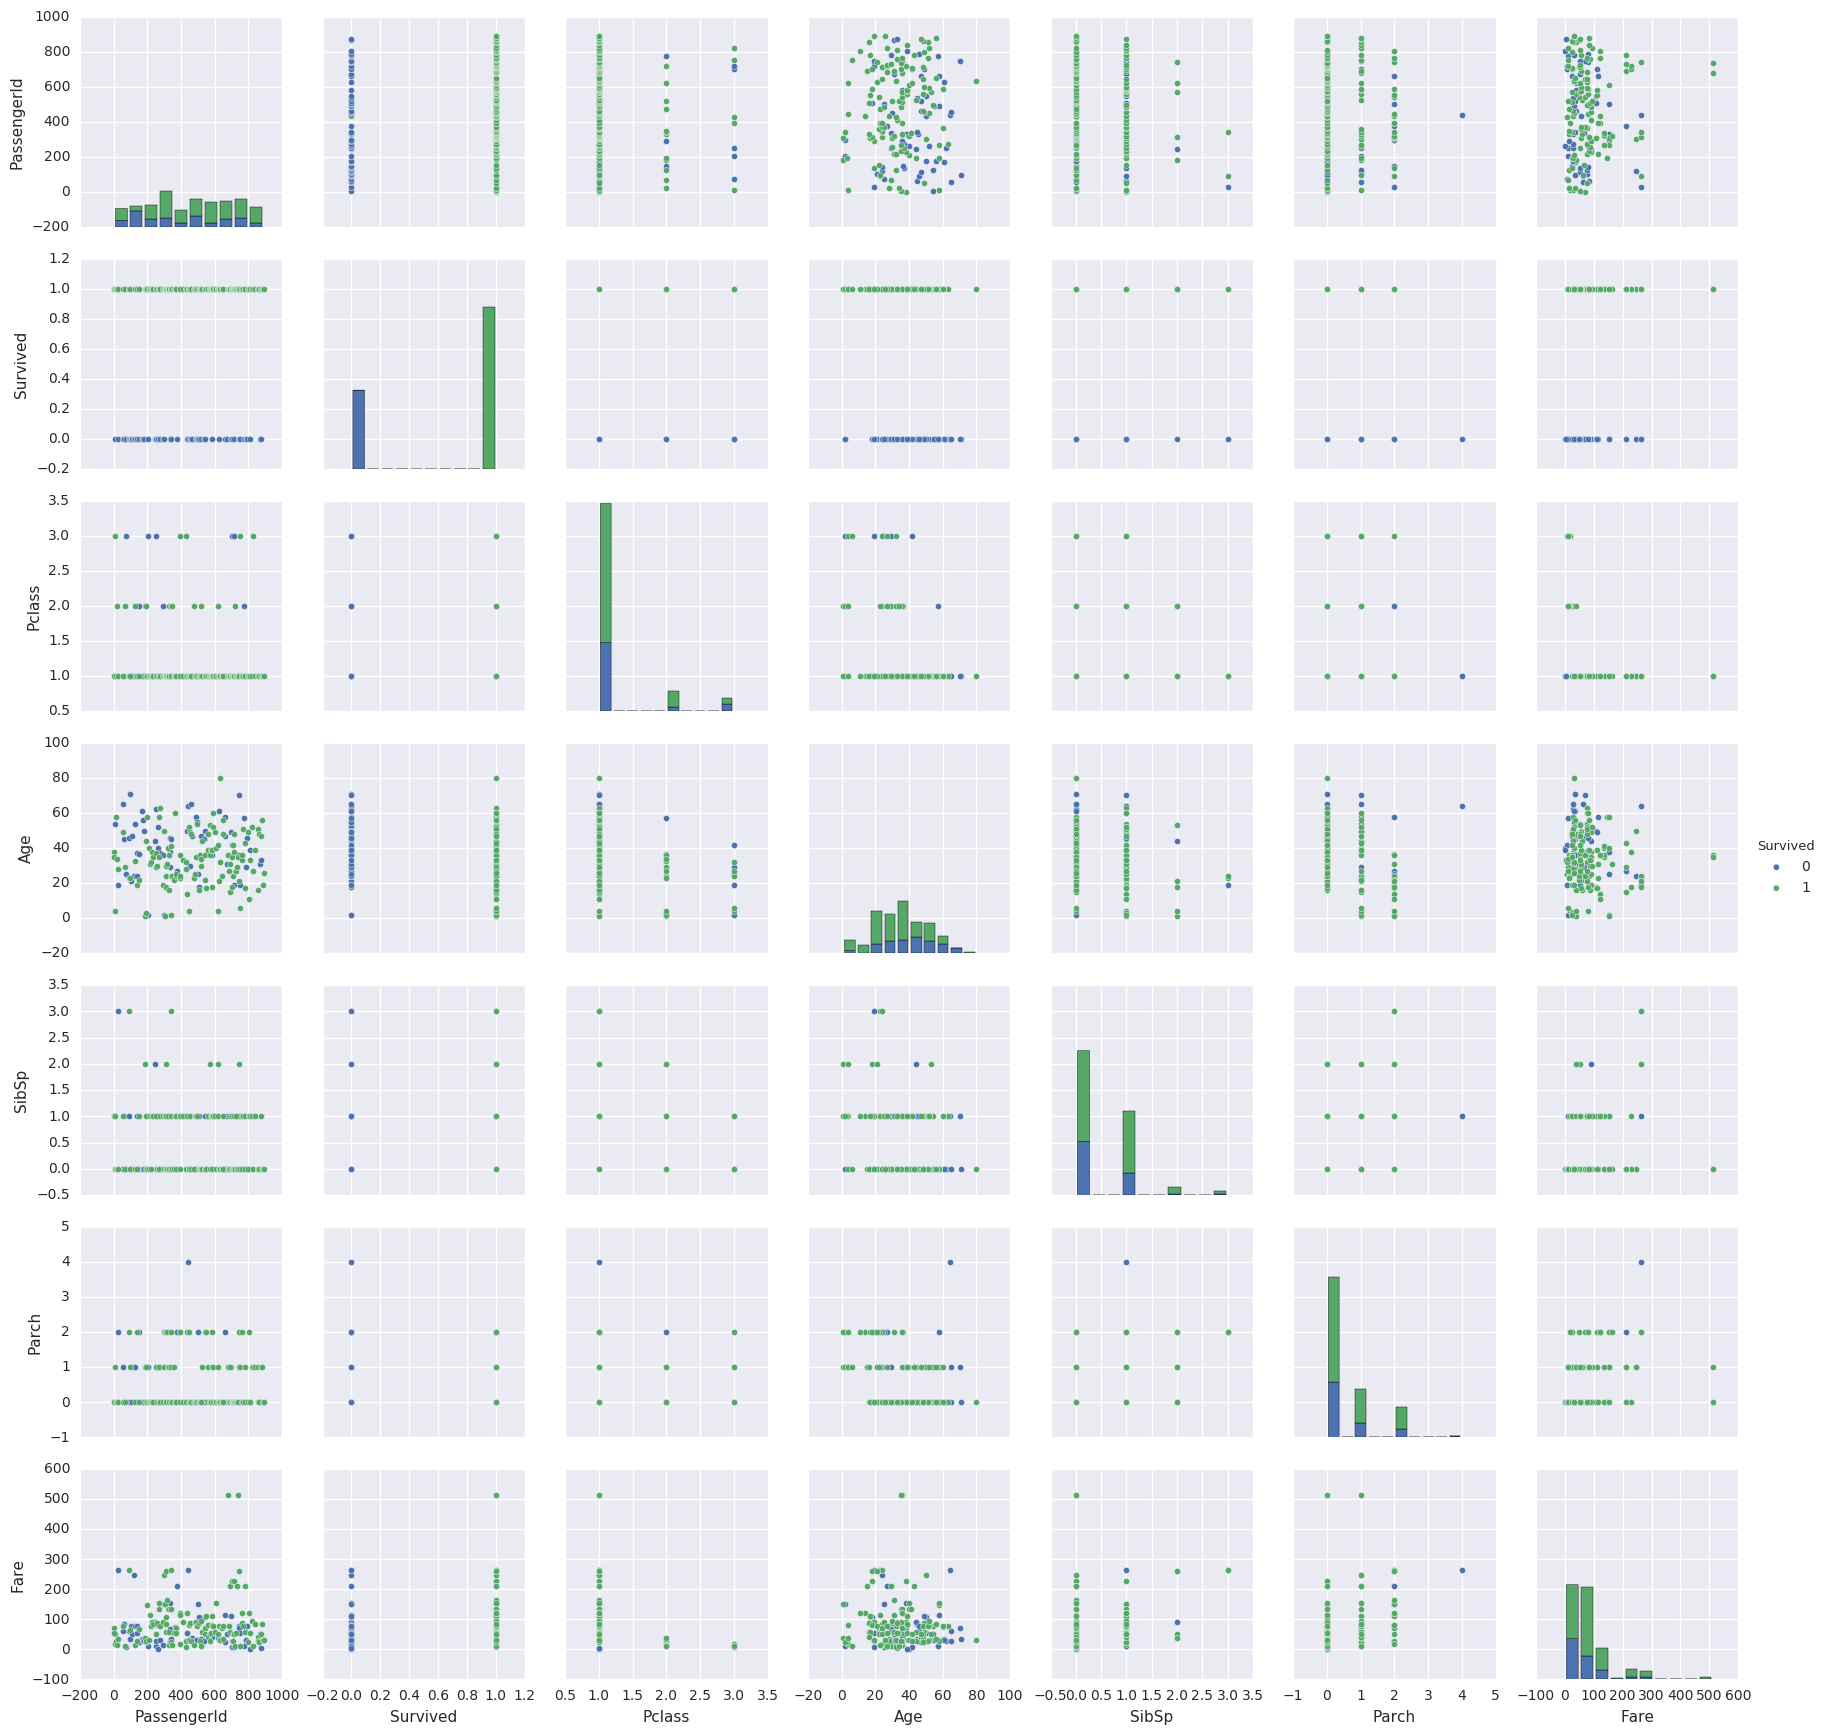 1000
800
600
400
200
0
−200
PassengerId
1.2
1.0
0.8
0.6
0.4
0.2
0.0
−0.2
Survived
3.5
3.0
2.5
2.0
1.5
1.0
0.5
Pclass
100
80
60
40
20
0
−20
Age
Survived
0
1
3.5
3.0
2.5
2.0
1.5
1.0
0.5
0.0
−0.5
SibSp
5
4
3
2
1
0
−1
Parch
600
500
400
300
200
100
0
−100
Fare
−200 0 200 400 600 800 1000
PassengerId
−0.2 0.0 0.2 0.4 0.6 0.8 1.0 1.2
Survived
0.5 1.0 1.5 2.0 2.5 3.0 3.5
Pclass
−20 0 20 40 60 80 100
Age
−0.5 0.0 0.5 1.0 1.5 2.0 2.5 3.0 3.5
SibSp
−1 0 1 2 3 4 5
Parch
−100 0 100 200 300 400 500 600
Fare